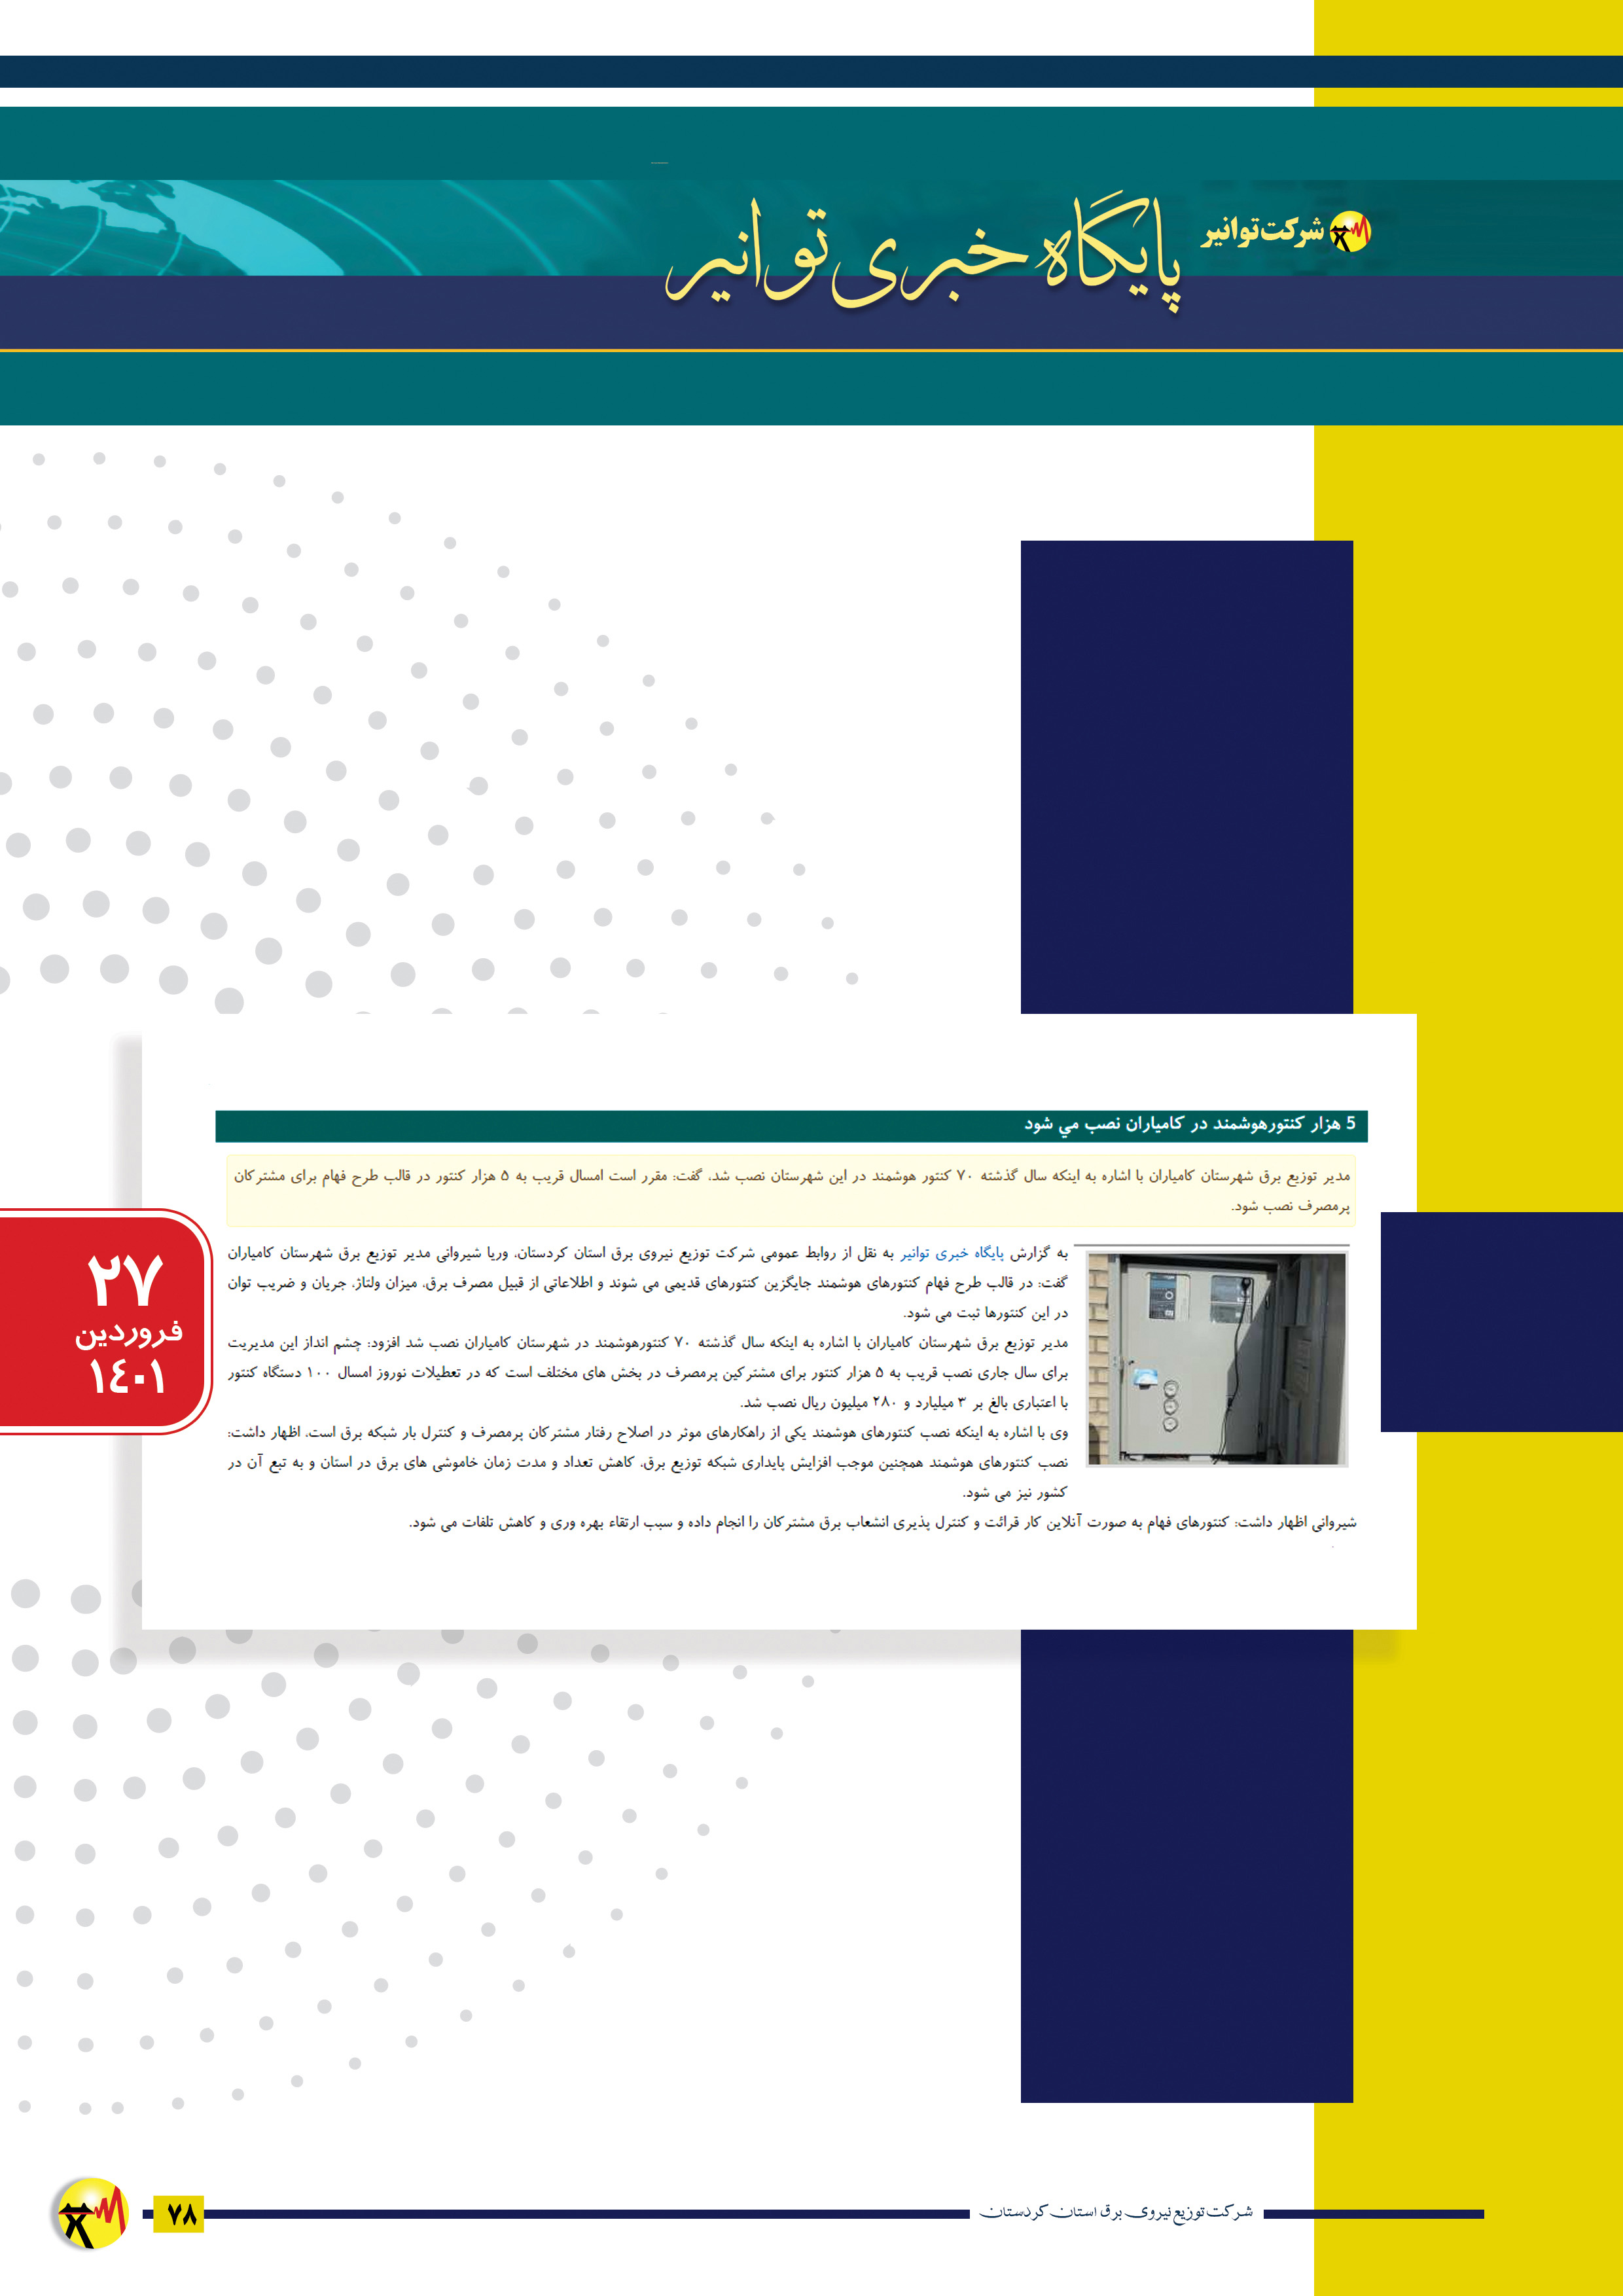 شرکت توانیر
پایگاه خبری توانیر
5 هزار کنتورهوشمند در کامیاران نصب مي شود
مدیر توزیع برق شهرستان کامیاران با اشاره به اینکه سال گذشته ۷۰ کنتور هوشمند در این شهرستان نصب شد، گفت: مقرر است امسال قریب به ۵ هزار کنتور در قالب طرح فهام برای مشترکان
پرمصرف نصب شود.
به گزارش پایگاه خبری توانیر به نقل از روابط عمومی شرکت توزیع نیروی برق استان کردستان، وریا شیروانی مدیر توزیع برق شهرستان کامیاران
گفت: در قالب طرح فهام کنتورهای هوشمند جایگزین کنتورهای قدیمی می شوند و اطلاعاتی از قبیل مصرف برق، میزان ولتاژ، جریان و ضریب توان
در این کنتورها ثبت می شود.
مدیر توزیع برق شهرستان کامیاران با اشاره به اینکه سال گذشته ۷۰ کنتورهوشمند در شهرستان کامیاران نصب شد افزود: چشم انداز این مدیریت
برای سال جاری نصب قریب به ۵ هزار کنتور برای مشترکین پرمصرف در بخش های مختلف است که در تعطیلات نوروز امسال ۱۰۰ دستگاه کنتور
با اعتباری بالغ بر ۳ میلیارد و ۲۸۰ میلیون ریال نصب شد.
وی با اشاره به اینکه نصب کنتورهای هوشمند یکی از راهکارهای موثر در اصلاح رفتار مشترکان پرمصرف و کنترل بار شبکه برق است، اظهار داشت:
نصب کنتورهای هوشمند همچنین موجب افزایش پایداری شبکه توزیع برق، کاهش تعداد و مدت زمان خاموشی های برق در استان و به تبع آن در
کشور نیز می شود.
شیروانی اظهار داشت: کنتورهای فهام به صورت آنلاین کار قرائت و کنترل پذیری انشعاب برق مشترکان را انجام داده و سبب ارتقاء بهره وری و کاهش تلفات می شود.
۲۷
فروردین
۱٤۰۱
شرکت توزیع نیروی برق استان کردستان
۷۸